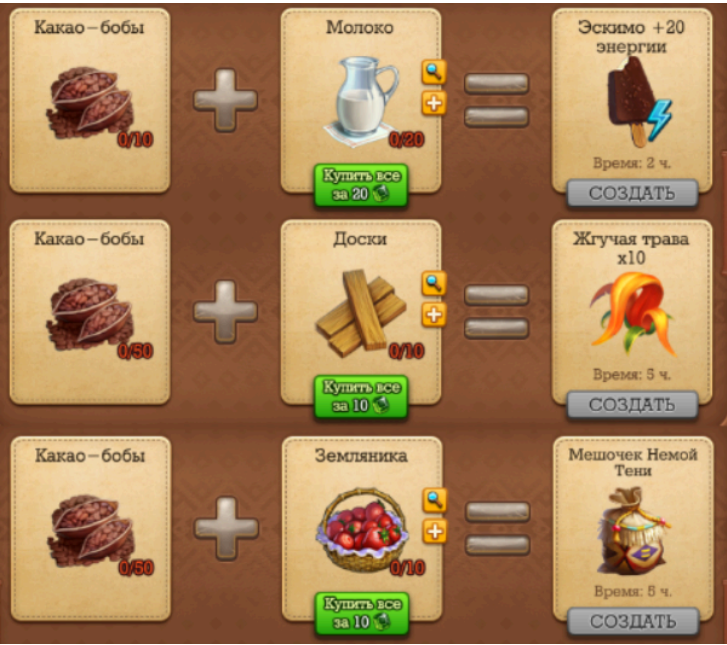 Какао-бобы
0/10
Молоко
0/20
Купить все
за 20
Эскимо +20
энергии
Время: 2 ч.
СОЗДАТЬ
Какао-бобы
0/50
Доски
0/10
Купить все
за 10
Жгучая трава
x10
Время: 5 ч.
СОЗДАТЬ
Какао-бобы
0/50
Земляника
0/10
Купить все
за 10
Мешочек Немой
Тени
Время: 5 ч.
СОЗДАТЬ